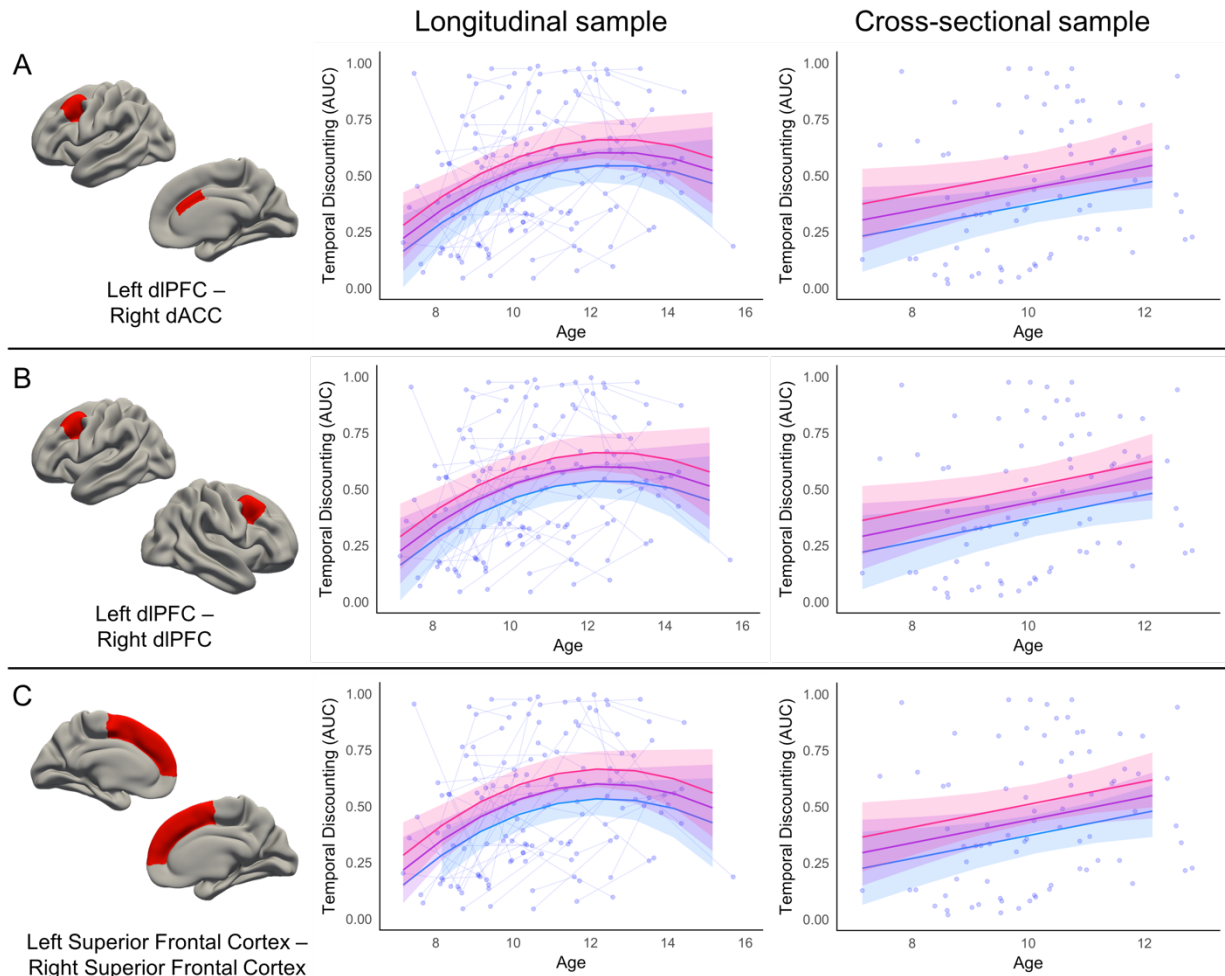 Longitudinal sample
Cross-sectional sample
A
Left dlPFC –
Right dACC
Temporal Discounting (AUC)
1.00
0.75
0.50
0.25
0.00
8 10 12 14 16
Age
Temporal Discounting (AUC)
1.00
0.75
0.50
0.25
0.00
8 10 12
Age
B
Left dlPFC –
Right dlPFC
Temporal Discounting (AUC)
1.00
0.75
0.50
0.25
0.00
8 10 12 14 16
Age
Temporal Discounting (AUC)
1.00
0.75
0.50
0.25
0.00
8 10 12
Age
C
Left Superior Frontal Cortex –
Right Superior Frontal Cortex
Temporal Discounting (AUC)
1.00
0.75
0.50
0.25
0.00
8 10 12 14 16
Age
Temporal Discounting (AUC)
1.00
0.75
0.50
0.25
0.00
8 10 12
Age